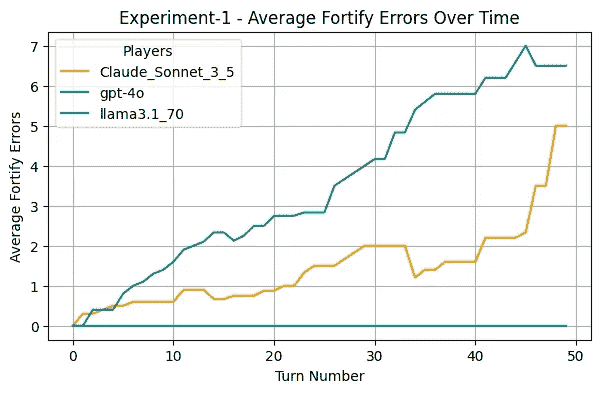 Experiment-1 - Average Fortify Errors Over Time
Players
Claude_Sonnet_3_5
gpt-4o
llama3.1_70
Average Fortify Errors
7
6
5
4
3
2
1
0
0 10 20 30 40 50
Turn Number